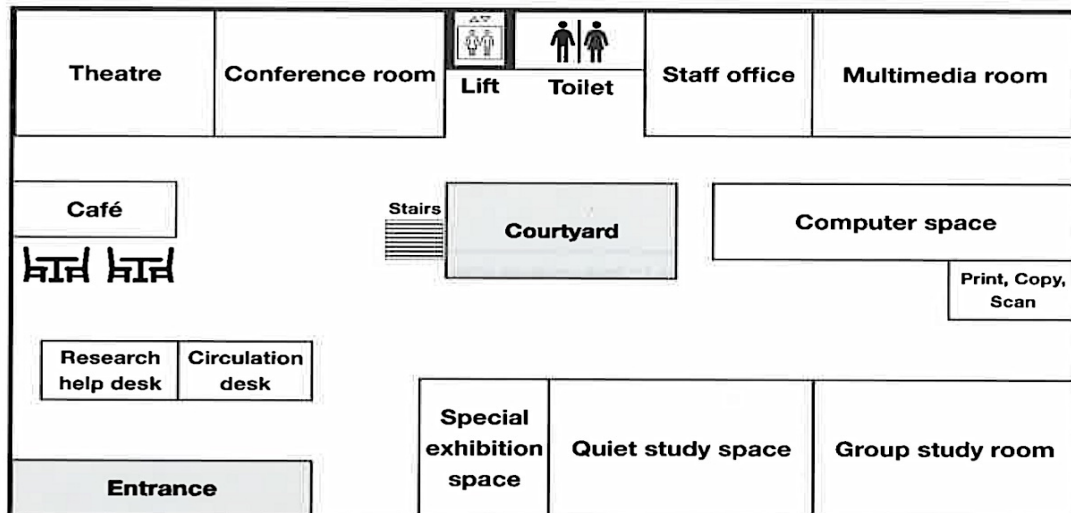 Theatre
Conference room
Lift
Toilet
Staff office
Multimedia room
Café
Stairs
Courtyard
Computer space
Print, Copy,
Scan
Research
help desk
Circulation
desk
Special
exhibition
space
Quiet study space
Group study room
Entrance